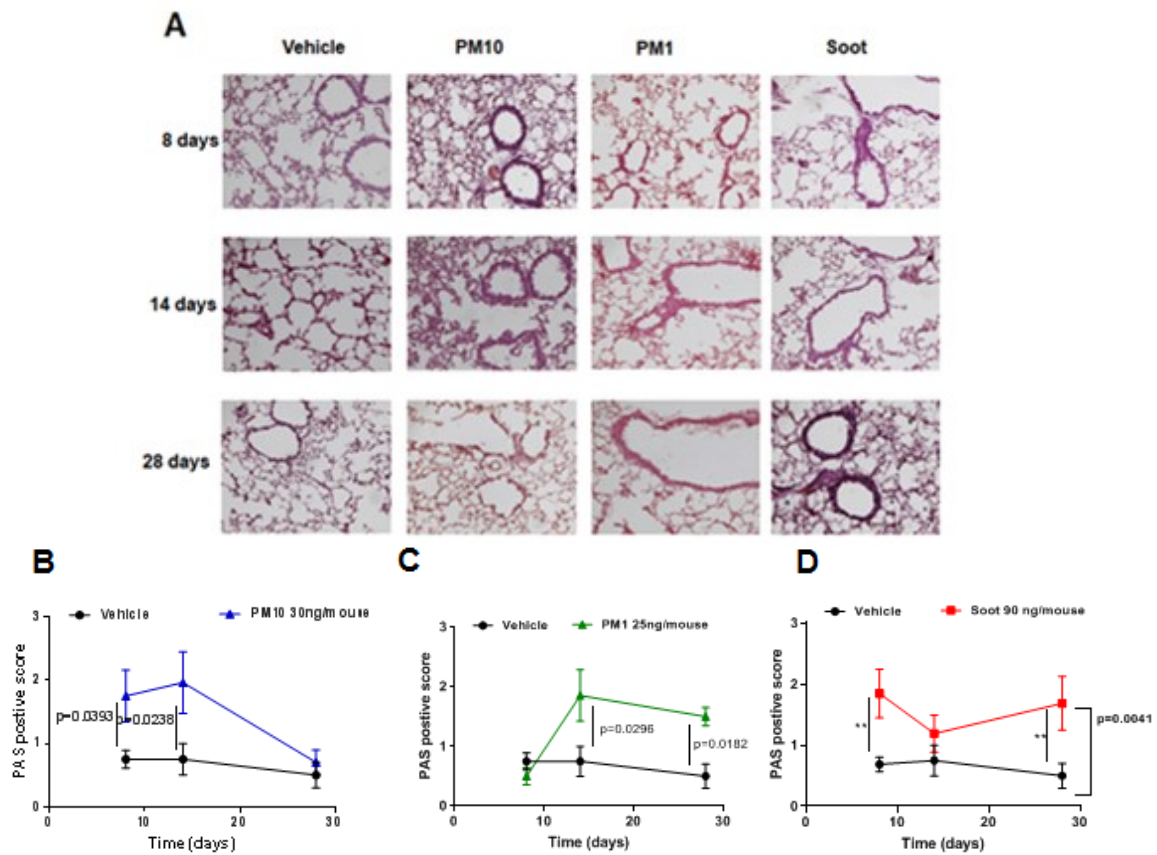 A
Vehicle PM10 PM1 Soot
8 days
14 days
28 days
B
Vehicle PM10 30ng/mouse
PAS postive score
3
2
1
0
p=0.0393
p=0.0238
0 10 20 30
Time (days)
C
Vehicle PM1 25ng/mouse
PAS postive score
3
2
1
0
p=0.0296
p=0.0182
0 10 20 30
Time (days)
D
Vehicle Soot 90 ng/mouse
PAS postive score
3
2
1
0
**
**
p=0.0041
0 10 20 30
Time (days)